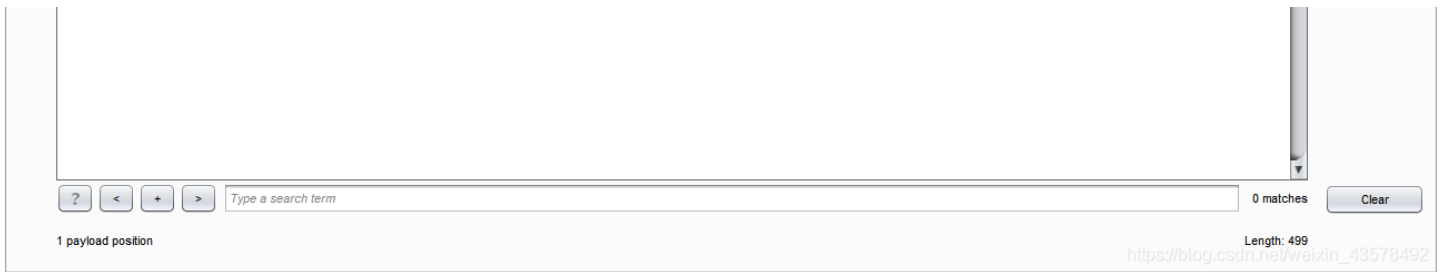 ? < + > Type a search term 0 matches Clear
1 payload position Length: 499
https://blog.csdn.net/weixin_43578492